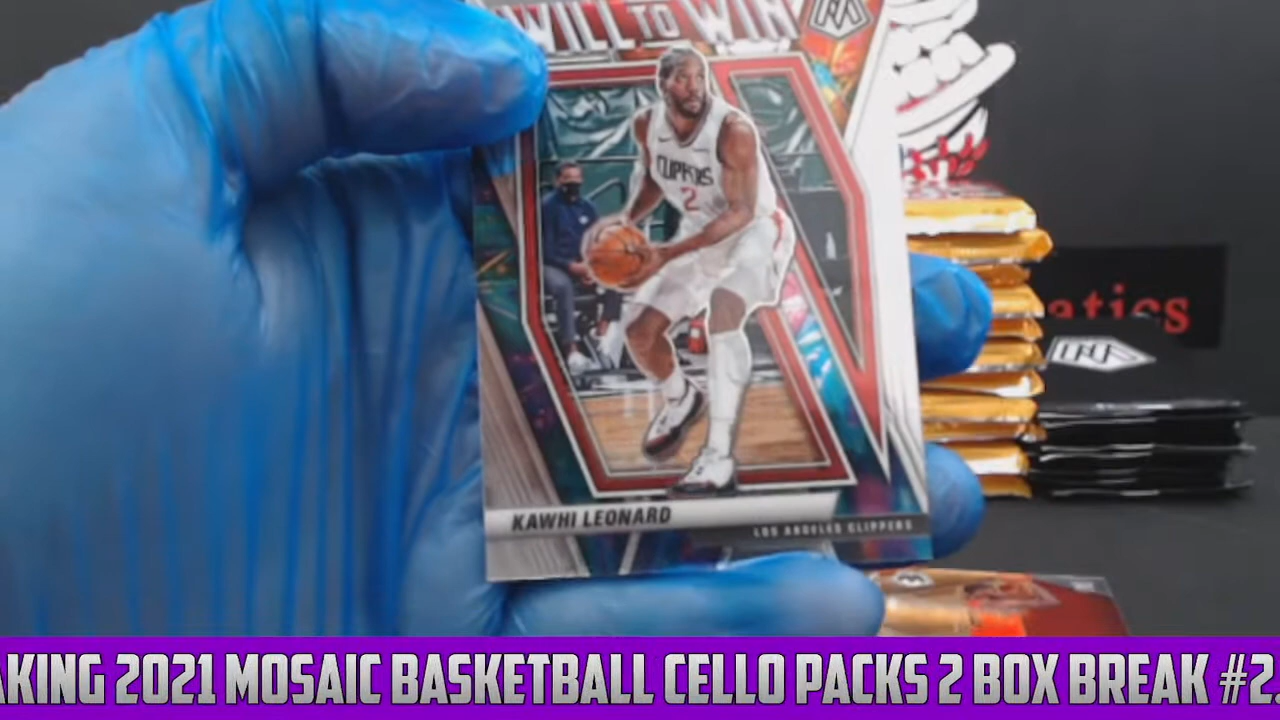 WILL TO WIN
CLIPPERS
2
atics
KAWHI LEONARD
LOS ANGELES CLIPPERS
AKING 2021 MOSAIC BASKETBALL CELLO PACKS 2 BOX BREAK #2.